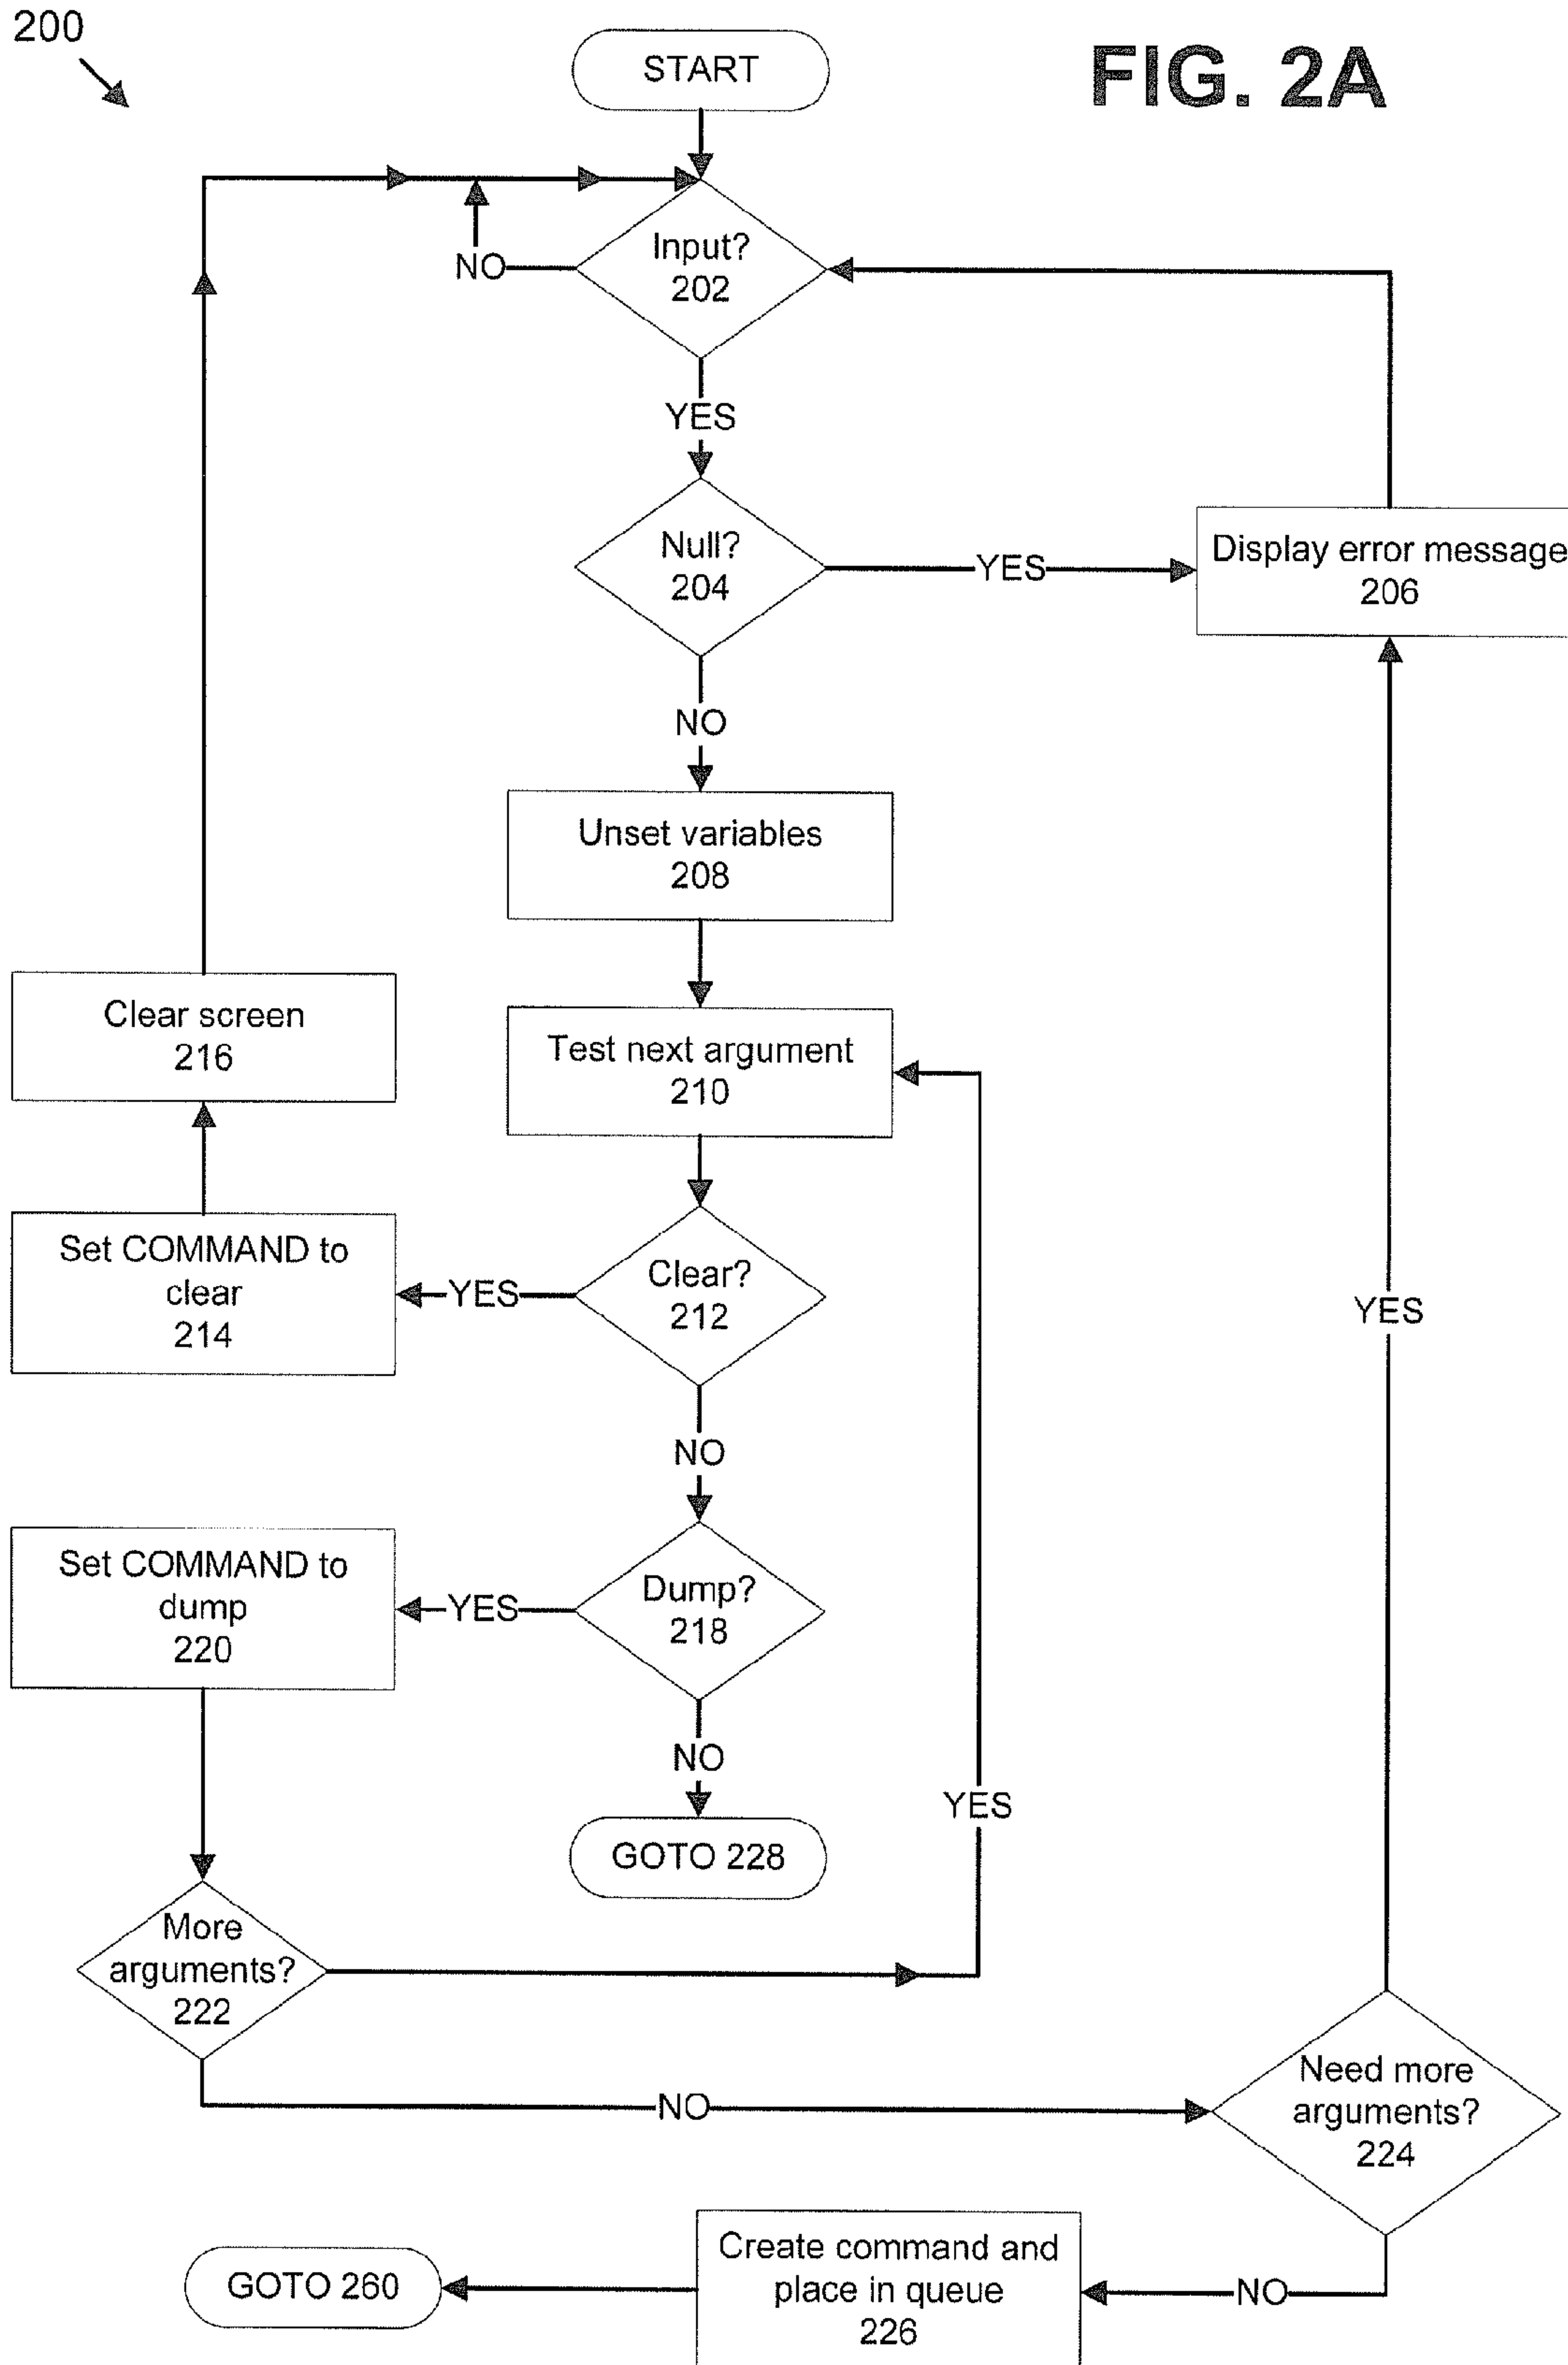 200
FIG. 2A
START
Input?
202
NO
YES
Null?
204
YES
Display error message
206
NO
Unset variables
208
Clear screen
216
Test next argument
210
Set COMMAND to
clear
214
YES
Clear?
212
YES
NO
Set COMMAND to
dump
220
YES
Dump?
218
NO
YES
GOTO 228
More
arguments?
222
NO
Need more
arguments?
224
GOTO 260
Create command and
place in queue
226
NO